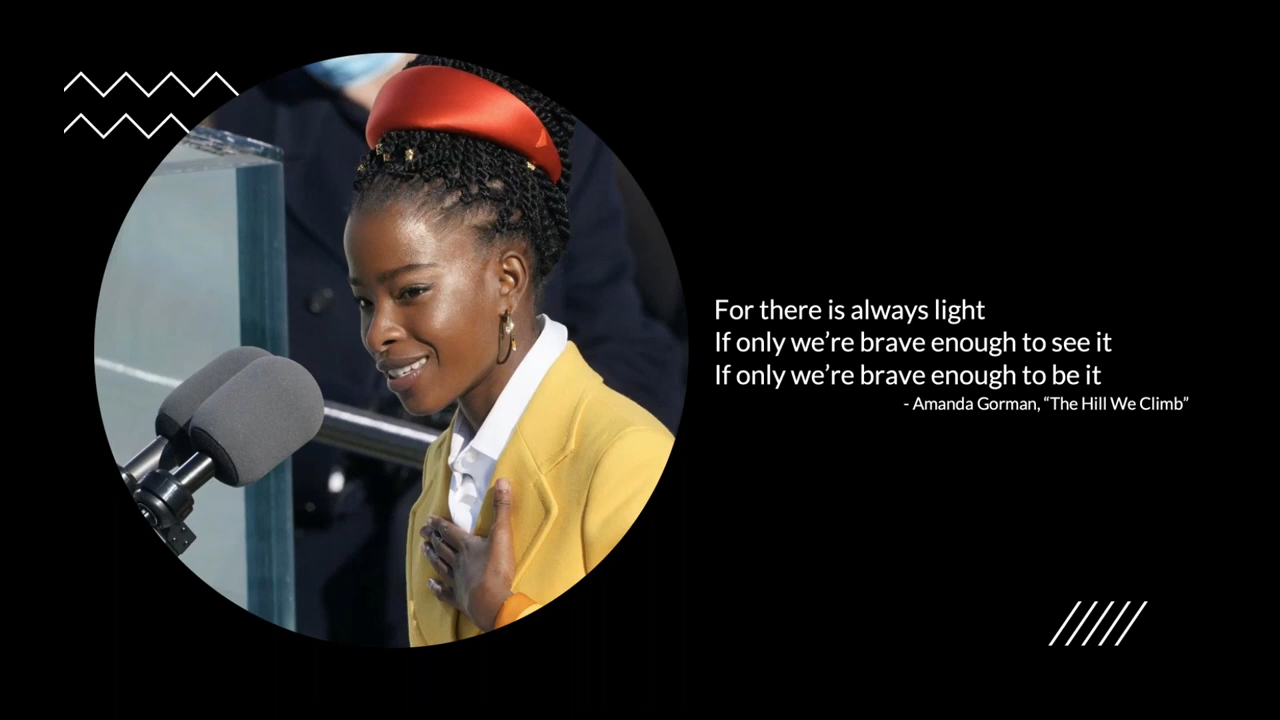 For there is always light
If only we’re brave enough to see it
If only we’re brave enough to be it
- Amanda Gorman, “The Hill We Climb”